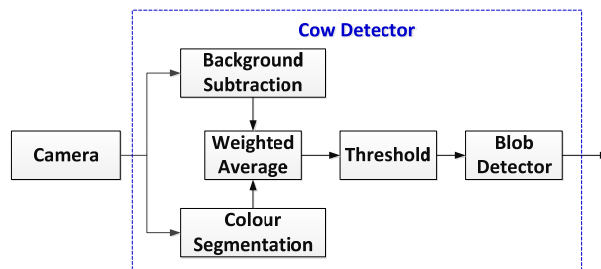 Cow Detector
Background
Subtraction
Camera
Weighted
Average
Threshold
Blob
Detector
Colour
Segmentation